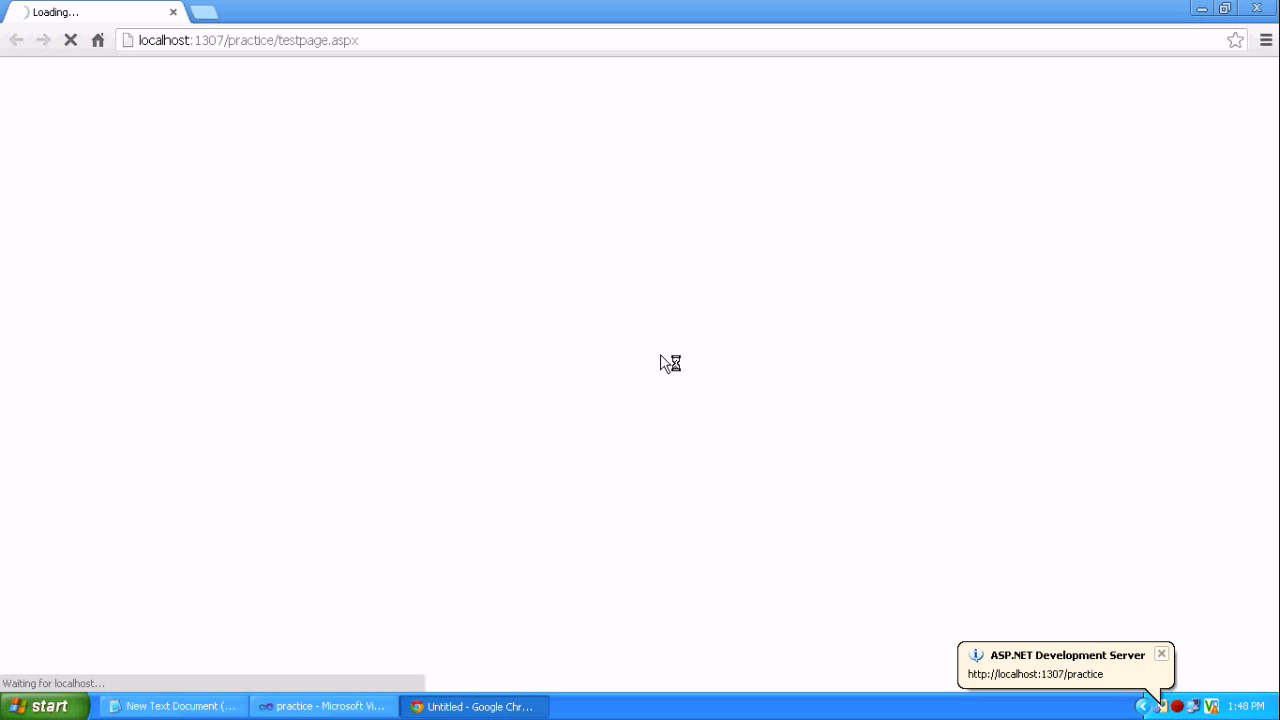 Loading...
localhost:1307/practice/testpage.aspx
ASP.NET Development Server
http://localhost:1307/practice
Waiting for localhost...
start
New Text Document (...
practice - Microsoft Vi...
Untitled - Google Chr...
1:48 PM